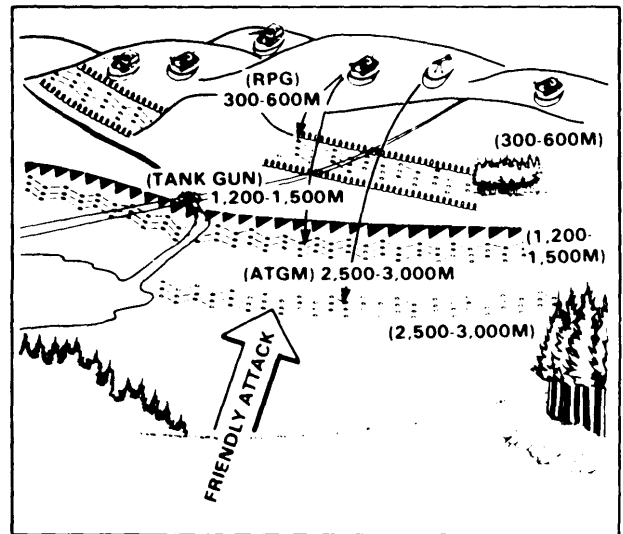 (RPG)
300-600M
(300-600M)
(TANK GUN)
1,200-1,500M
(1,200-
1,500M)
(ATGM) 2,500-3,000M
(2,500-3,000M)
FRIENDLY ATTACK